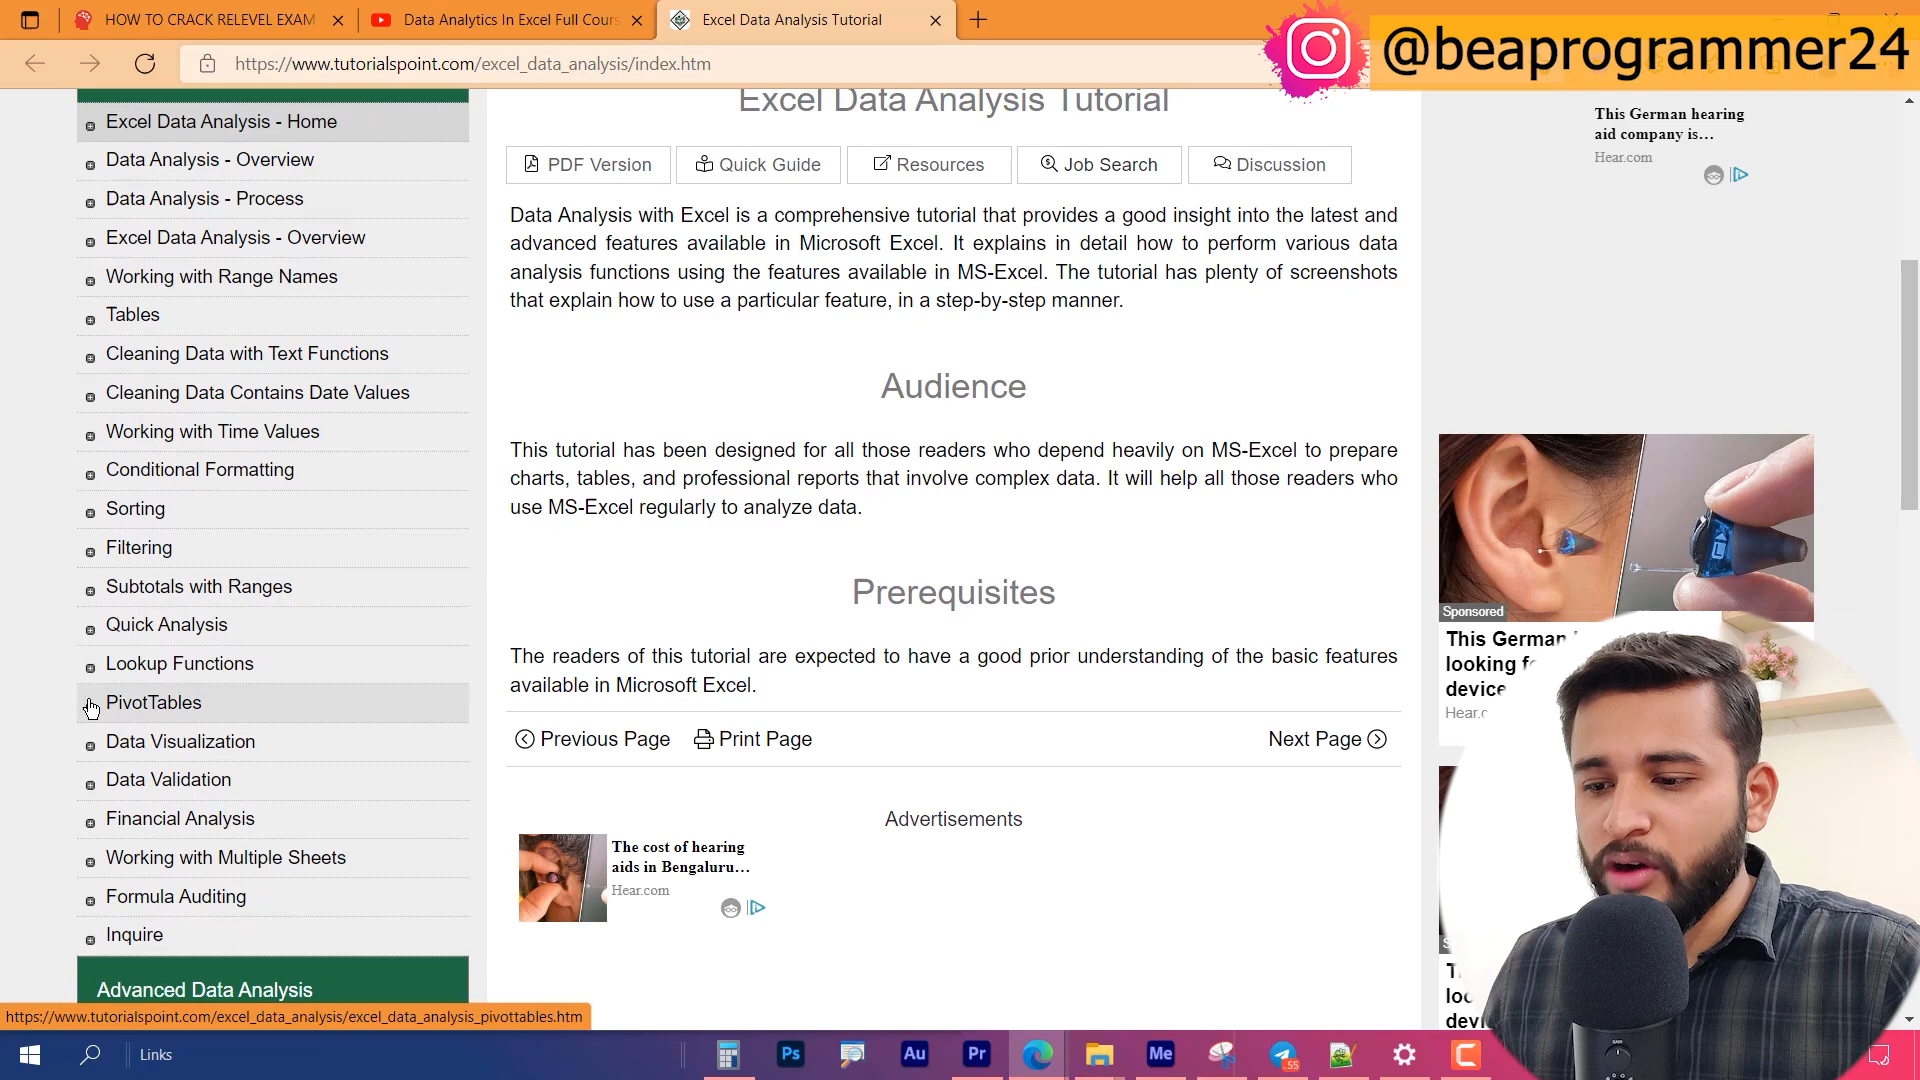 HOW TO CRACK RELEVEL EXAM
Data Analytics In Excel Full Cours
Excel Data Analysis Tutorial
@beaprogrammer24
https://www.tutorialspoint.com/excel_data_analysis/index.htm
Excel Data Analysis - Home
Data Analysis - Overview
Data Analysis - Process
Excel Data Analysis - Overview
Working with Range Names
Tables
Cleaning Data with Text Functions
Cleaning Data Contains Date Values
Working with Time Values
Conditional Formatting
Sorting
Filtering
Subtotals with Ranges
Quick Analysis
Lookup Functions
PivotTables
Data Visualization
Data Validation
Financial Analysis
Working with Multiple Sheets
Formula Auditing
Inquire
Advanced Data Analysis
Excel Data Analysis Tutorial
PDF Version
Quick Guide
Resources
Job Search
Discussion
Data Analysis with Excel is a comprehensive tutorial that provides a good insight into the latest and
advanced features available in Microsoft Excel. It explains in detail how to perform various data
analysis functions using the features available in MS-Excel. The tutorial has plenty of screenshots
that explain how to use a particular feature, in a step-by-step manner.
Audience
This tutorial has been designed for all those readers who depend heavily on MS-Excel to prepare
charts, tables, and professional reports that involve complex data. It will help all those readers who
use MS-Excel regularly to analyze data.
Prerequisites
The readers of this tutorial are expected to have a good prior understanding of the basic features
available in Microsoft Excel.
Previous Page
Print Page
Next Page
Advertisements
The cost of hearing
aids in Bengaluru…
Hear.com
This German hearing
aid company is…
Hear.com
Sponsored
This German
looking f
device
Hear.c
https://www.tutorialspoint.com/excel_data_analysis/excel_data_analysis_pivottables.htm
Links
Ps
Au
Pr
Me
55